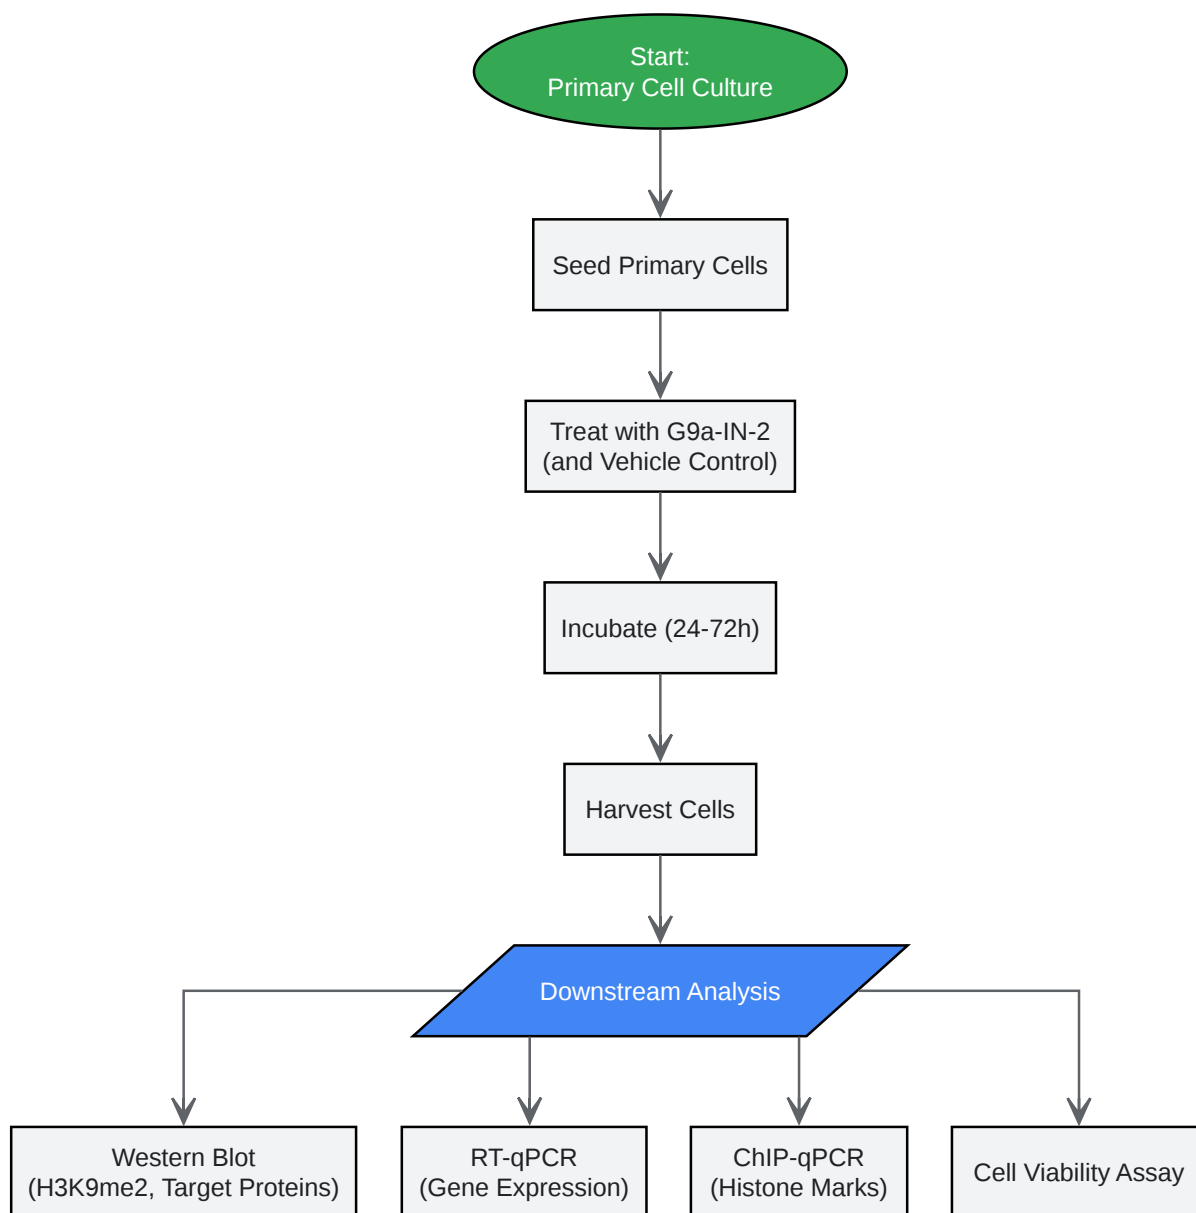 Start:
Primary Cell Culture
Seed Primary Cells
Treat with G9a-IN-2
(and Vehicle Control)
Incubate (24-72h)
Harvest Cells
Downstream Analysis
Western Blot
(H3K9me2, Target Proteins)
RT-qPCR
(Gene Expression)
ChIP-qPCR
(Histone Marks)
Cell Viability Assay